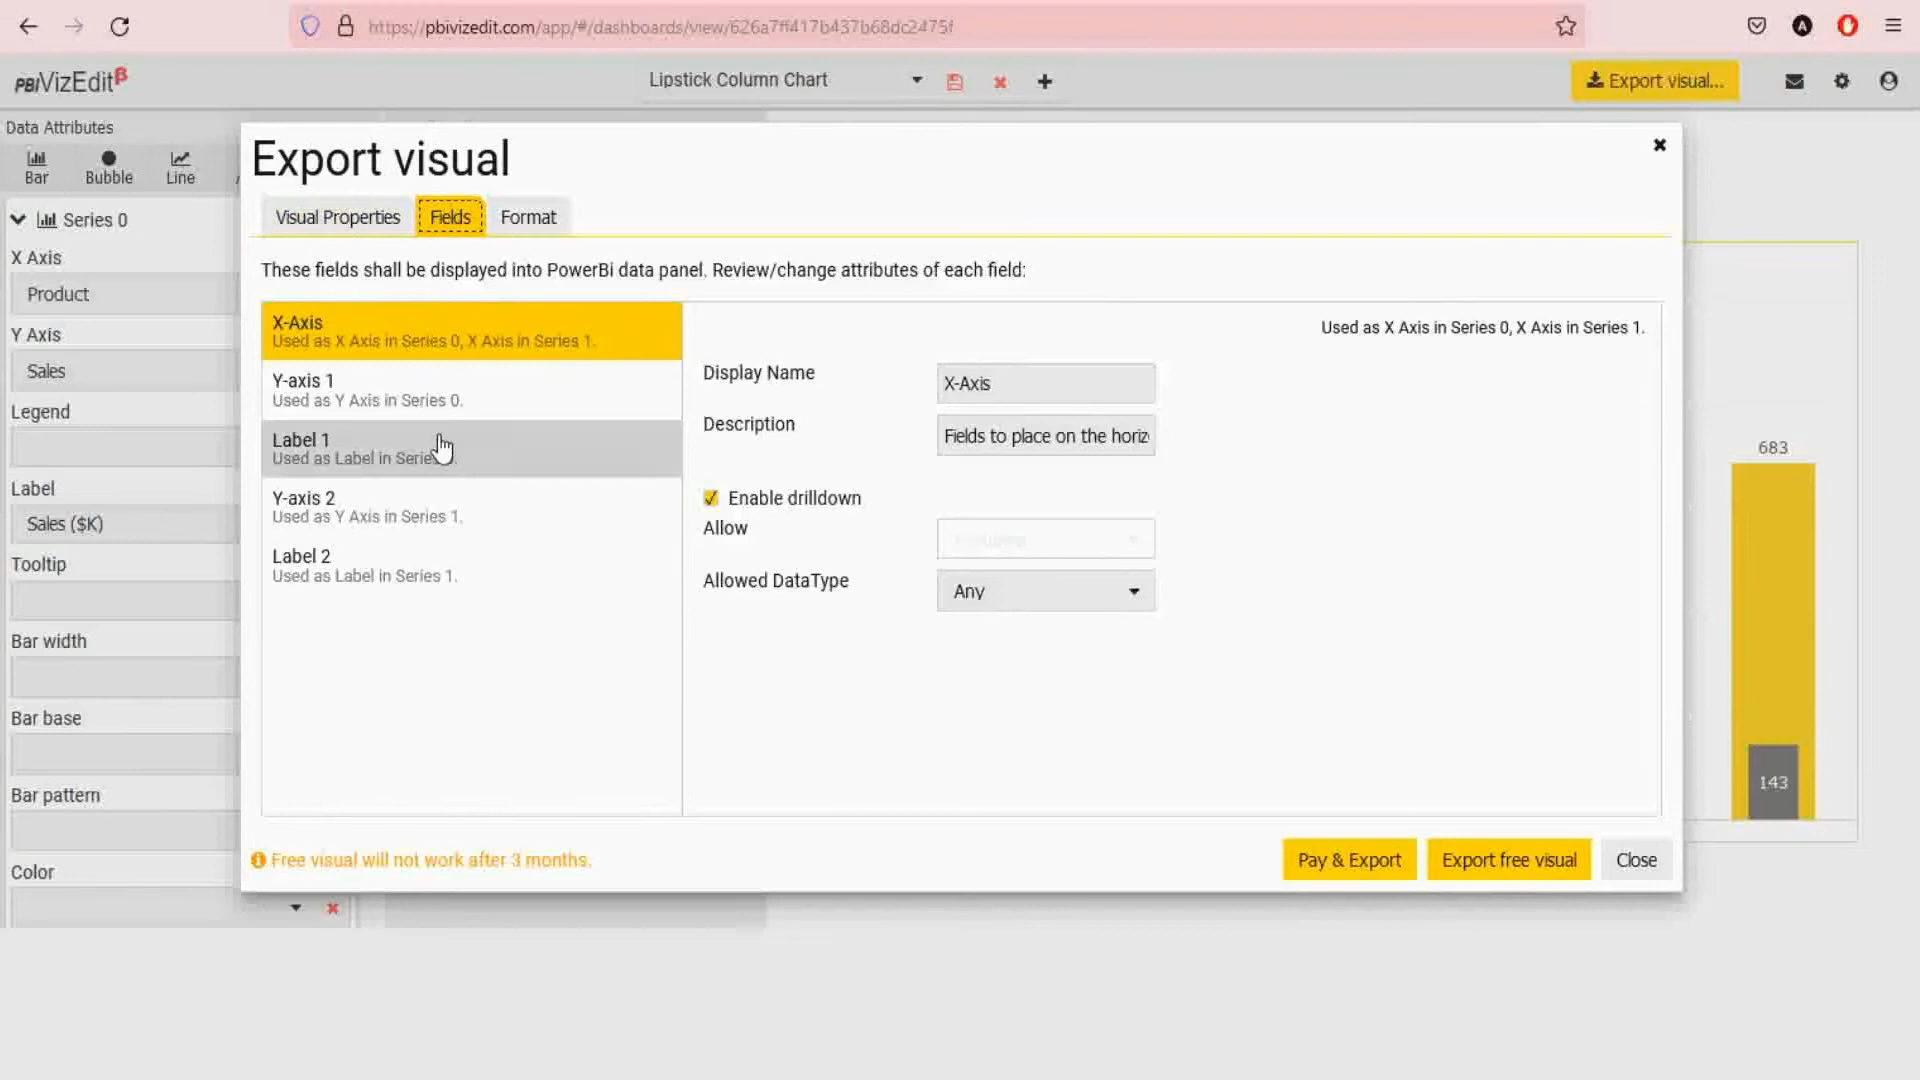 https://pbivizedit.com/app/#/dashboards/view/626a7ff417b437b68dc2475f
PBIVizEdit β
Lipstick Column Chart
Export visual...
Data Attributes
Bar
Bubble
Line
Series 0
X Axis
Product
Y Axis
Sales
Legend
Label
Sales ($K)
Tooltip
Bar width
Bar base
Bar pattern
Color
Export visual
Visual Properties
Fields
Format
These fields shall be displayed into PowerBi data panel. Review/change attributes of each field:
X-Axis
Used as X Axis in Series 0, X Axis in Series 1.
Y-axis 1
Used as Y Axis in Series 0.
Label 1
Used as Label in Serie
Y-axis 2
Used as Y Axis in Series 1.
Label 2
Used as Label in Series 1.
Used as X Axis in Series 0, X Axis in Series 1.
Display Name
X-Axis
Description
Fields to place on the horiz
Enable drilldown
Allow
Allowed DataType
Any
Free visual will not work after 3 months.
Pay & Export
Export free visual
Close
683
143